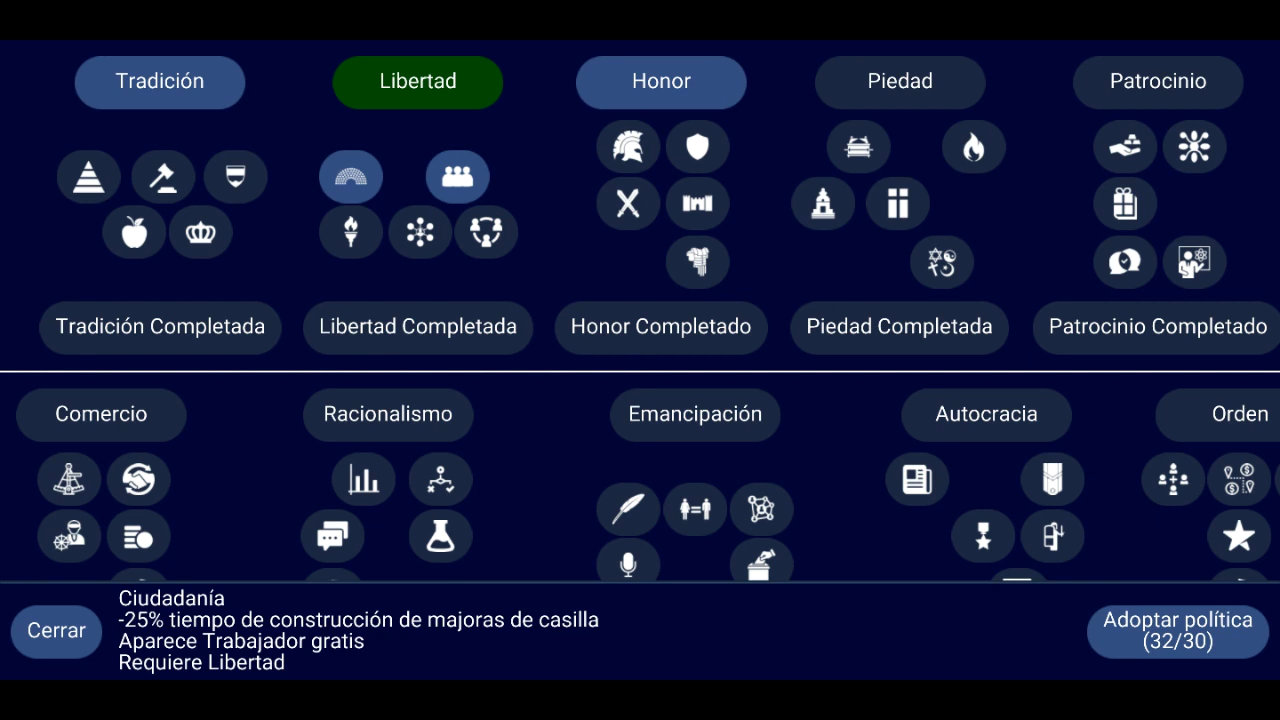 Tradición
Libertad
Honor
Piedad
Patrocinio
Tradición Completada
Libertad Completada
Honor Completado
Piedad Completada
Patrocinio Completado
Comercio
Racionalismo
Emancipación
Autocracia
Orden
Cerrar
Ciudadanía
-25% tiempo de construcción de majoras de casilla
Aparece Trabajador gratis
Requiere Libertad
Adoptar política
(32/30)